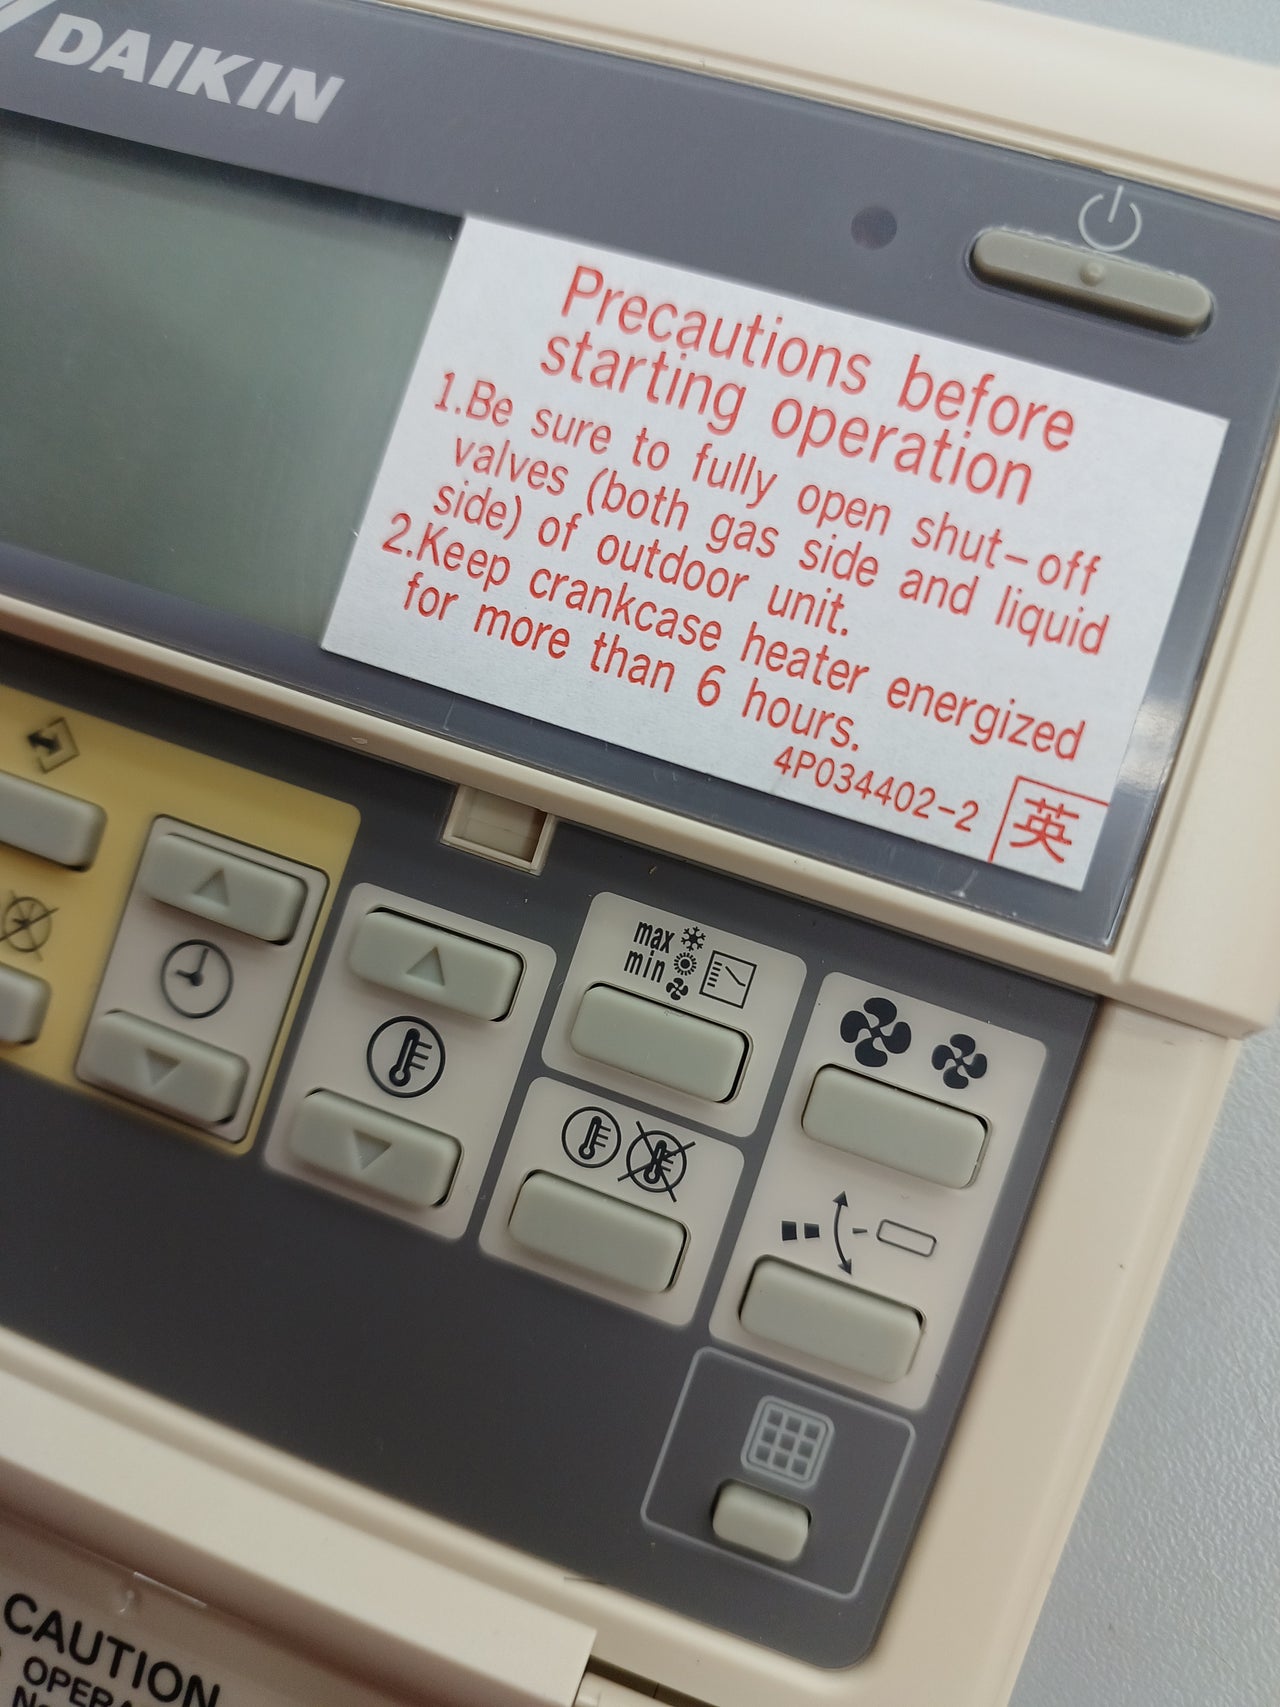 DAIKIN
Precautions before
starting operation
1.Be sure to fully open shut-off
valves (both gas side and liquid
side) of outdoor unit.
2.Keep crankcase heater energized
for more than 6 hours.
4P034402-2
英
max
min
CAUTION